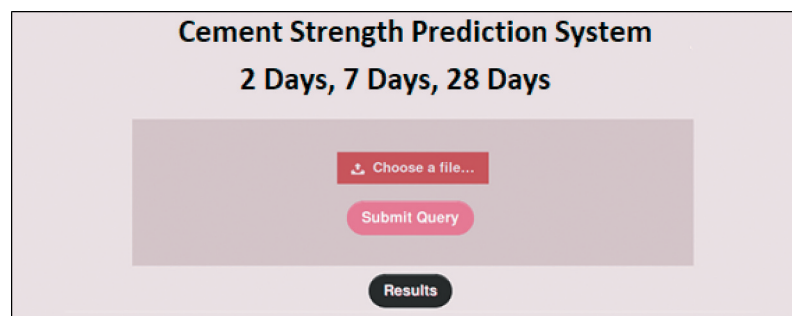 Cement Strength Prediction System
2 Days, 7 Days, 28 Days
Choose a file...
Submit Query
Results